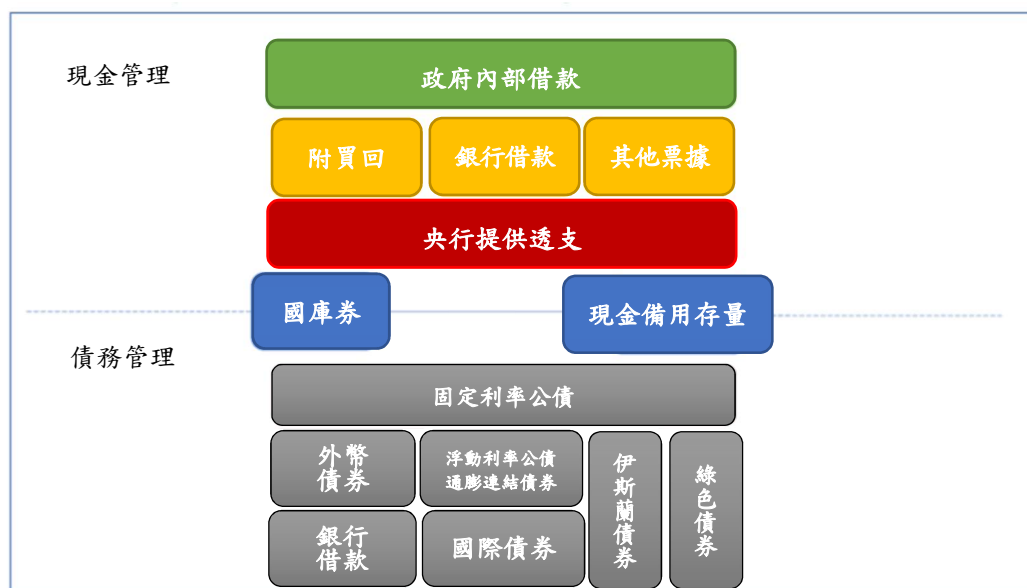 現金管理
政府內部借款
附買回
銀行借款
其他票據
央行提供透支
國庫券
現金備用存量
債務管理
固定利率公債
外幣
債券
浮動利率公債
通膨連結債券
伊斯蘭債券
綠色債券
銀行
借款
國際債券